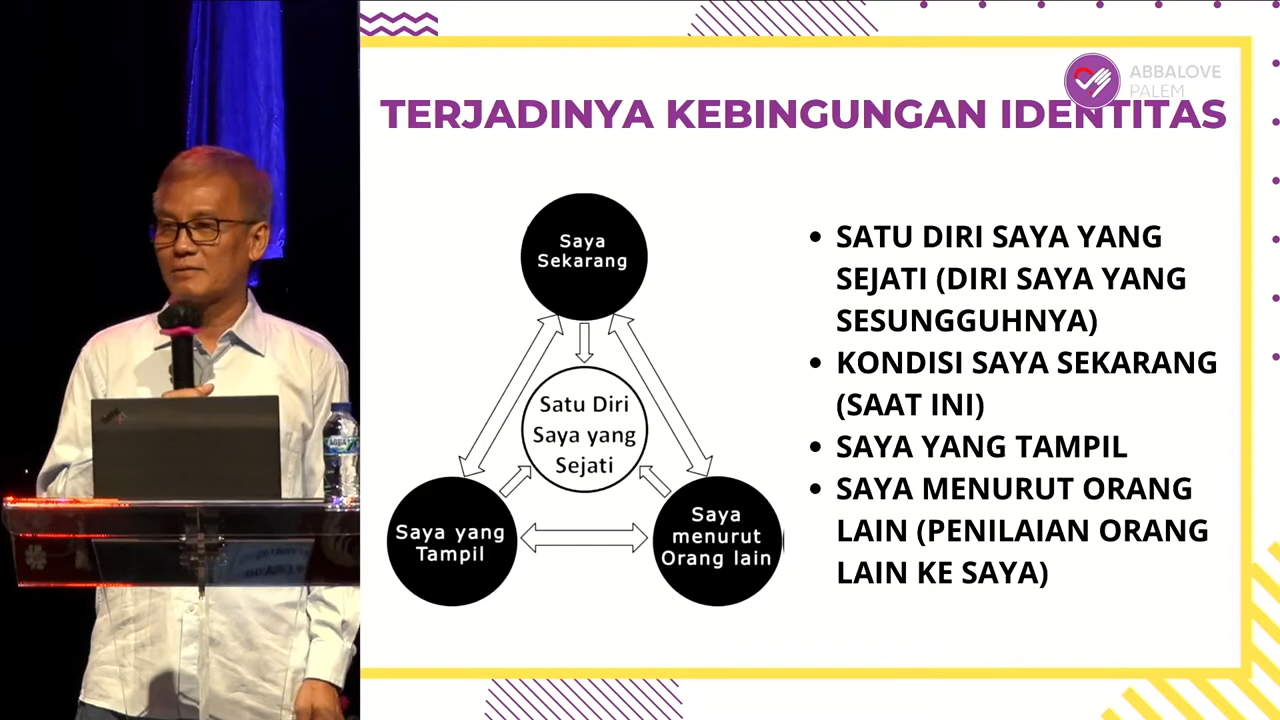 ABBALOVE
PALEM
TERJADINYA KEBINGUNGAN IDENTITAS
Saya
Sekarang
Satu Diri
Saya yang
Sejati
Saya yang
Tampil
Saya
menurut
Orang lain
• SATU DIRI SAYA YANG
SEJATI (DIRI SAYA YANG
SESUNGGUHNYA)
• KONDISI SAYA SEKARANG
(SAAT INI)
• SAYA YANG TAMPIL
• SAYA MENURUT ORANG
LAIN (PENILAIAN ORANG
LAIN KE SAYA)